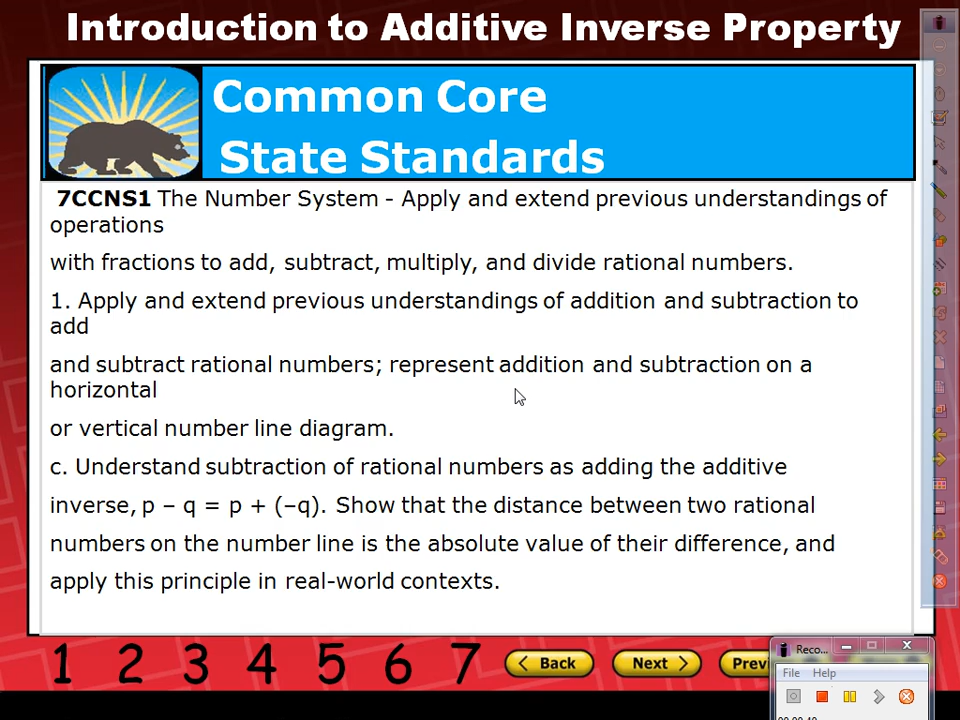 Introduction to Additive Inverse Property
Common Core
State Standards
7CCNS1 The Number System - Apply and extend previous understandings of
operations
with fractions to add, subtract, multiply, and divide rational numbers.
1. Apply and extend previous understandings of addition and subtraction to
add
and subtract rational numbers; represent addition and subtraction on a
horizontal
or vertical number line diagram.
c. Understand subtraction of rational numbers as adding the additive
inverse, p – q = p + (–q). Show that the distance between two rational
numbers on the number line is the absolute value of their difference, and
apply this principle in real-world contexts.
1 2 3 4 5 6 7 < Back Next > Previ
Reco...
File Help